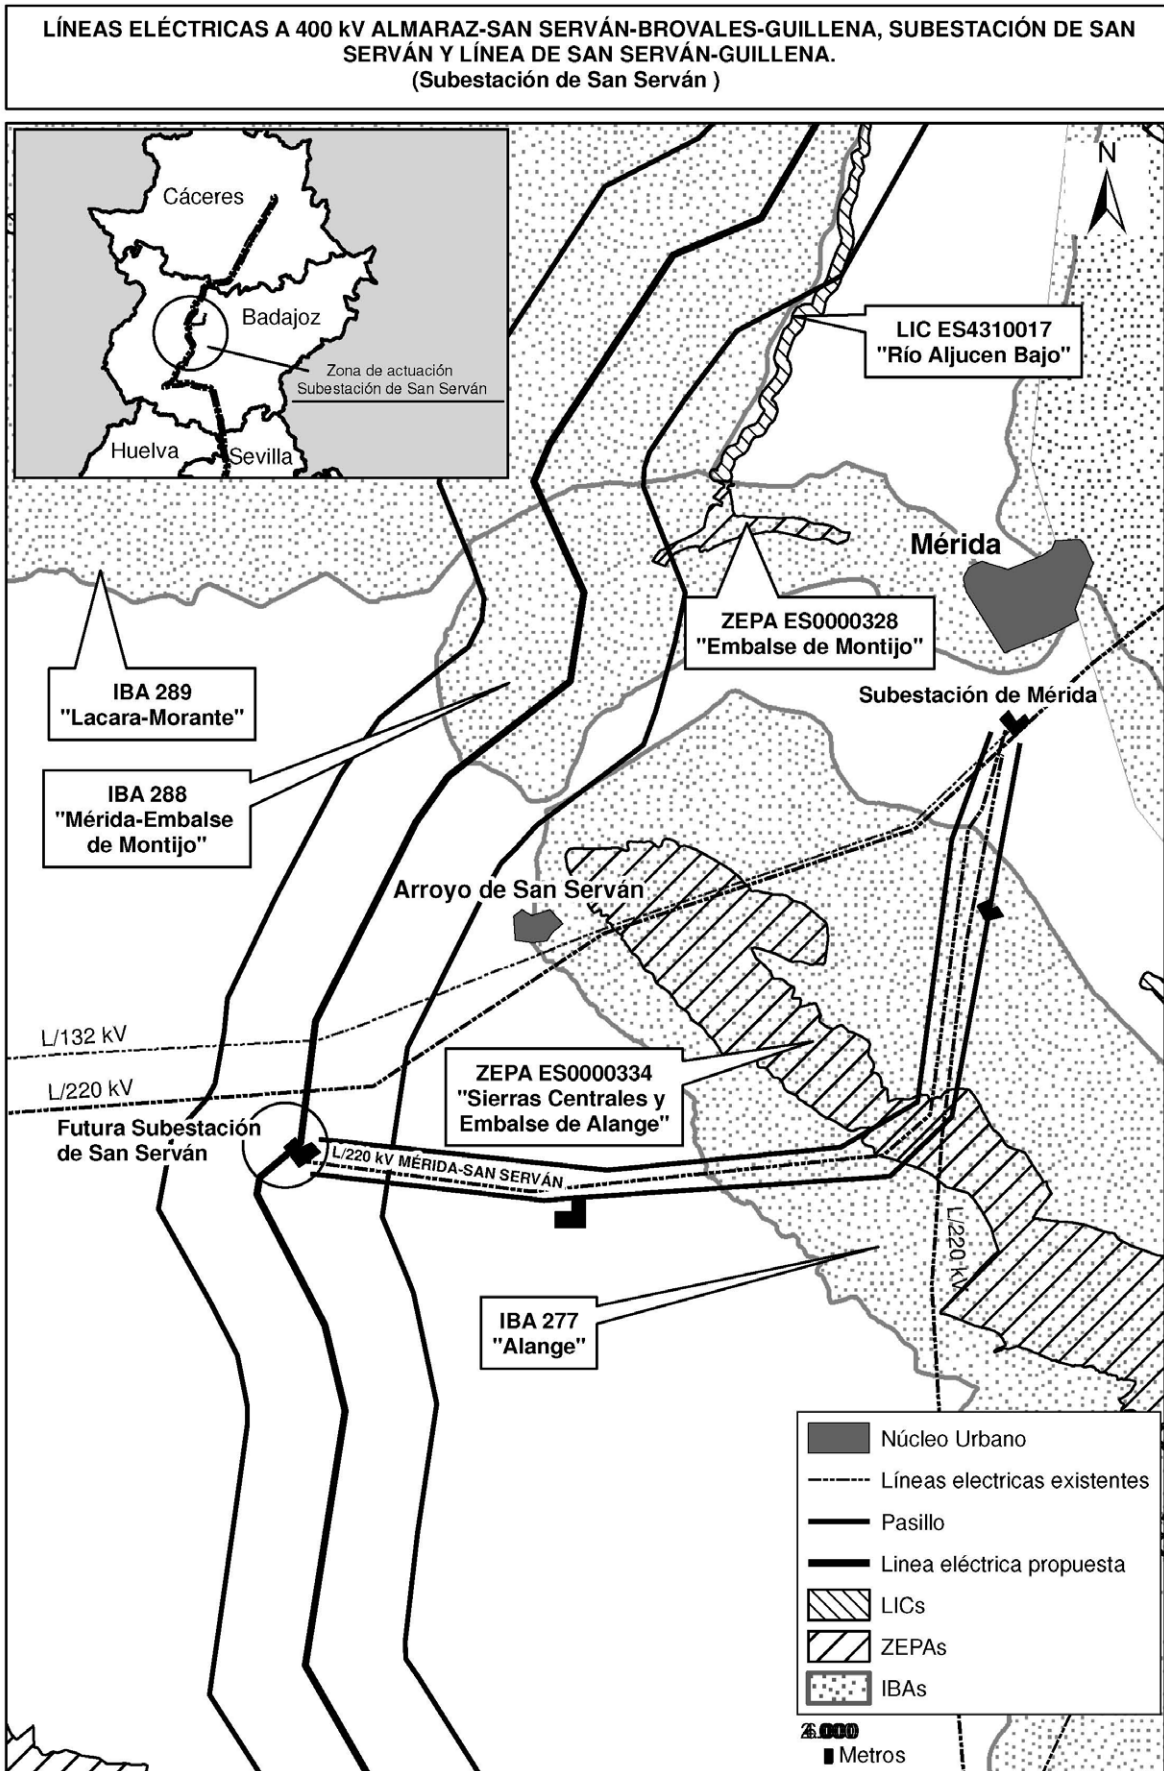 LÍNEAS ELÉCTRICAS A 400 kV ALMARAZ-SAN SERVÁN-BROVALES-GUILLENA, SUBESTACIÓN DE SAN
SERVÁN Y LÍNEA DE SAN SERVÁN-GUILLENA.
(Subestación de San Serván )
Cáceres
Badajoz
Zona de actuación
Subestación de San Serván
Huelva
Sevilla
N
LIC ES4310017
"Río Aljucen Bajo"
Mérida
ZEPA ES0000328
"Embalse de Montijo"
IBA 289
"Lacara-Morante"
Subestación de Mérida
IBA 288
"Mérida-Embalse
de Montijo"
Arroyo de San Serván
L/132 kV
L/220 kV
ZEPA ES0000334
"Sierras Centrales y
Embalse de Alange"
Futura Subestación
de San Serván
L/220 kV MÉRIDA-SAN SERVÁN
L/220 kV
IBA 277
"Alange"
Núcleo Urbano
Líneas electricas existentes
Pasillo
Linea eléctrica propuesta
LICs
ZEPAs
IBAs
Metros